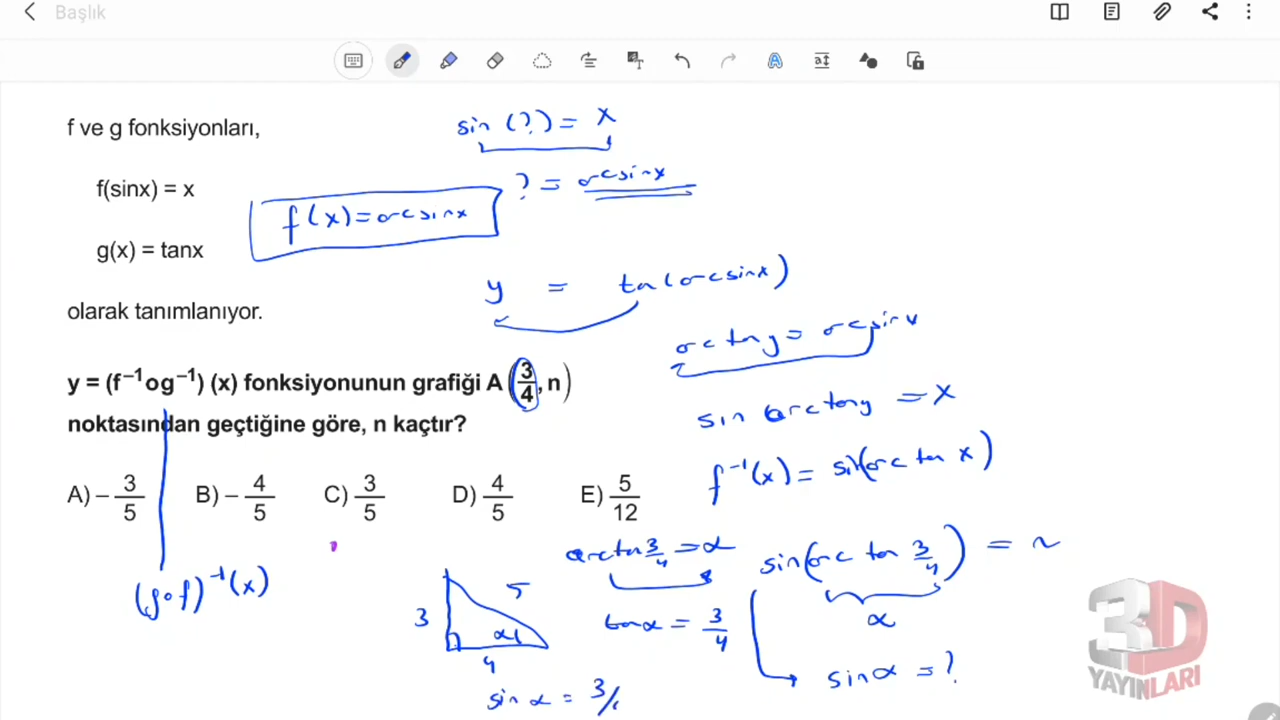 Başlık
f ve g fonksiyonları,
sin (?) = x
f(sinx) = x
? = arcsinx
f(x) = arcsinx
g(x) = tanx
y = tan(arcsinx)
olarak tanımlanıyor.
arctany = arcsinx
y = (f⁻¹og⁻¹) (x) fonksiyonunun grafiği A (3/4, n)
sin arctany = x
noktasından geçtiğine göre, n kaçtır?
f⁻¹(x) = sin(arctan x)
A) – 3/5 B) – 4/5 C) 3/5 D) 4/5 E) 5/12
arctan 3/4 = α
sin(arctan 3/4) = n
α
(gof)⁻¹(x)
3 5 4 α
tanα = 3/4
sinα = ?
sin α = 3/
3D
YAYINLARI